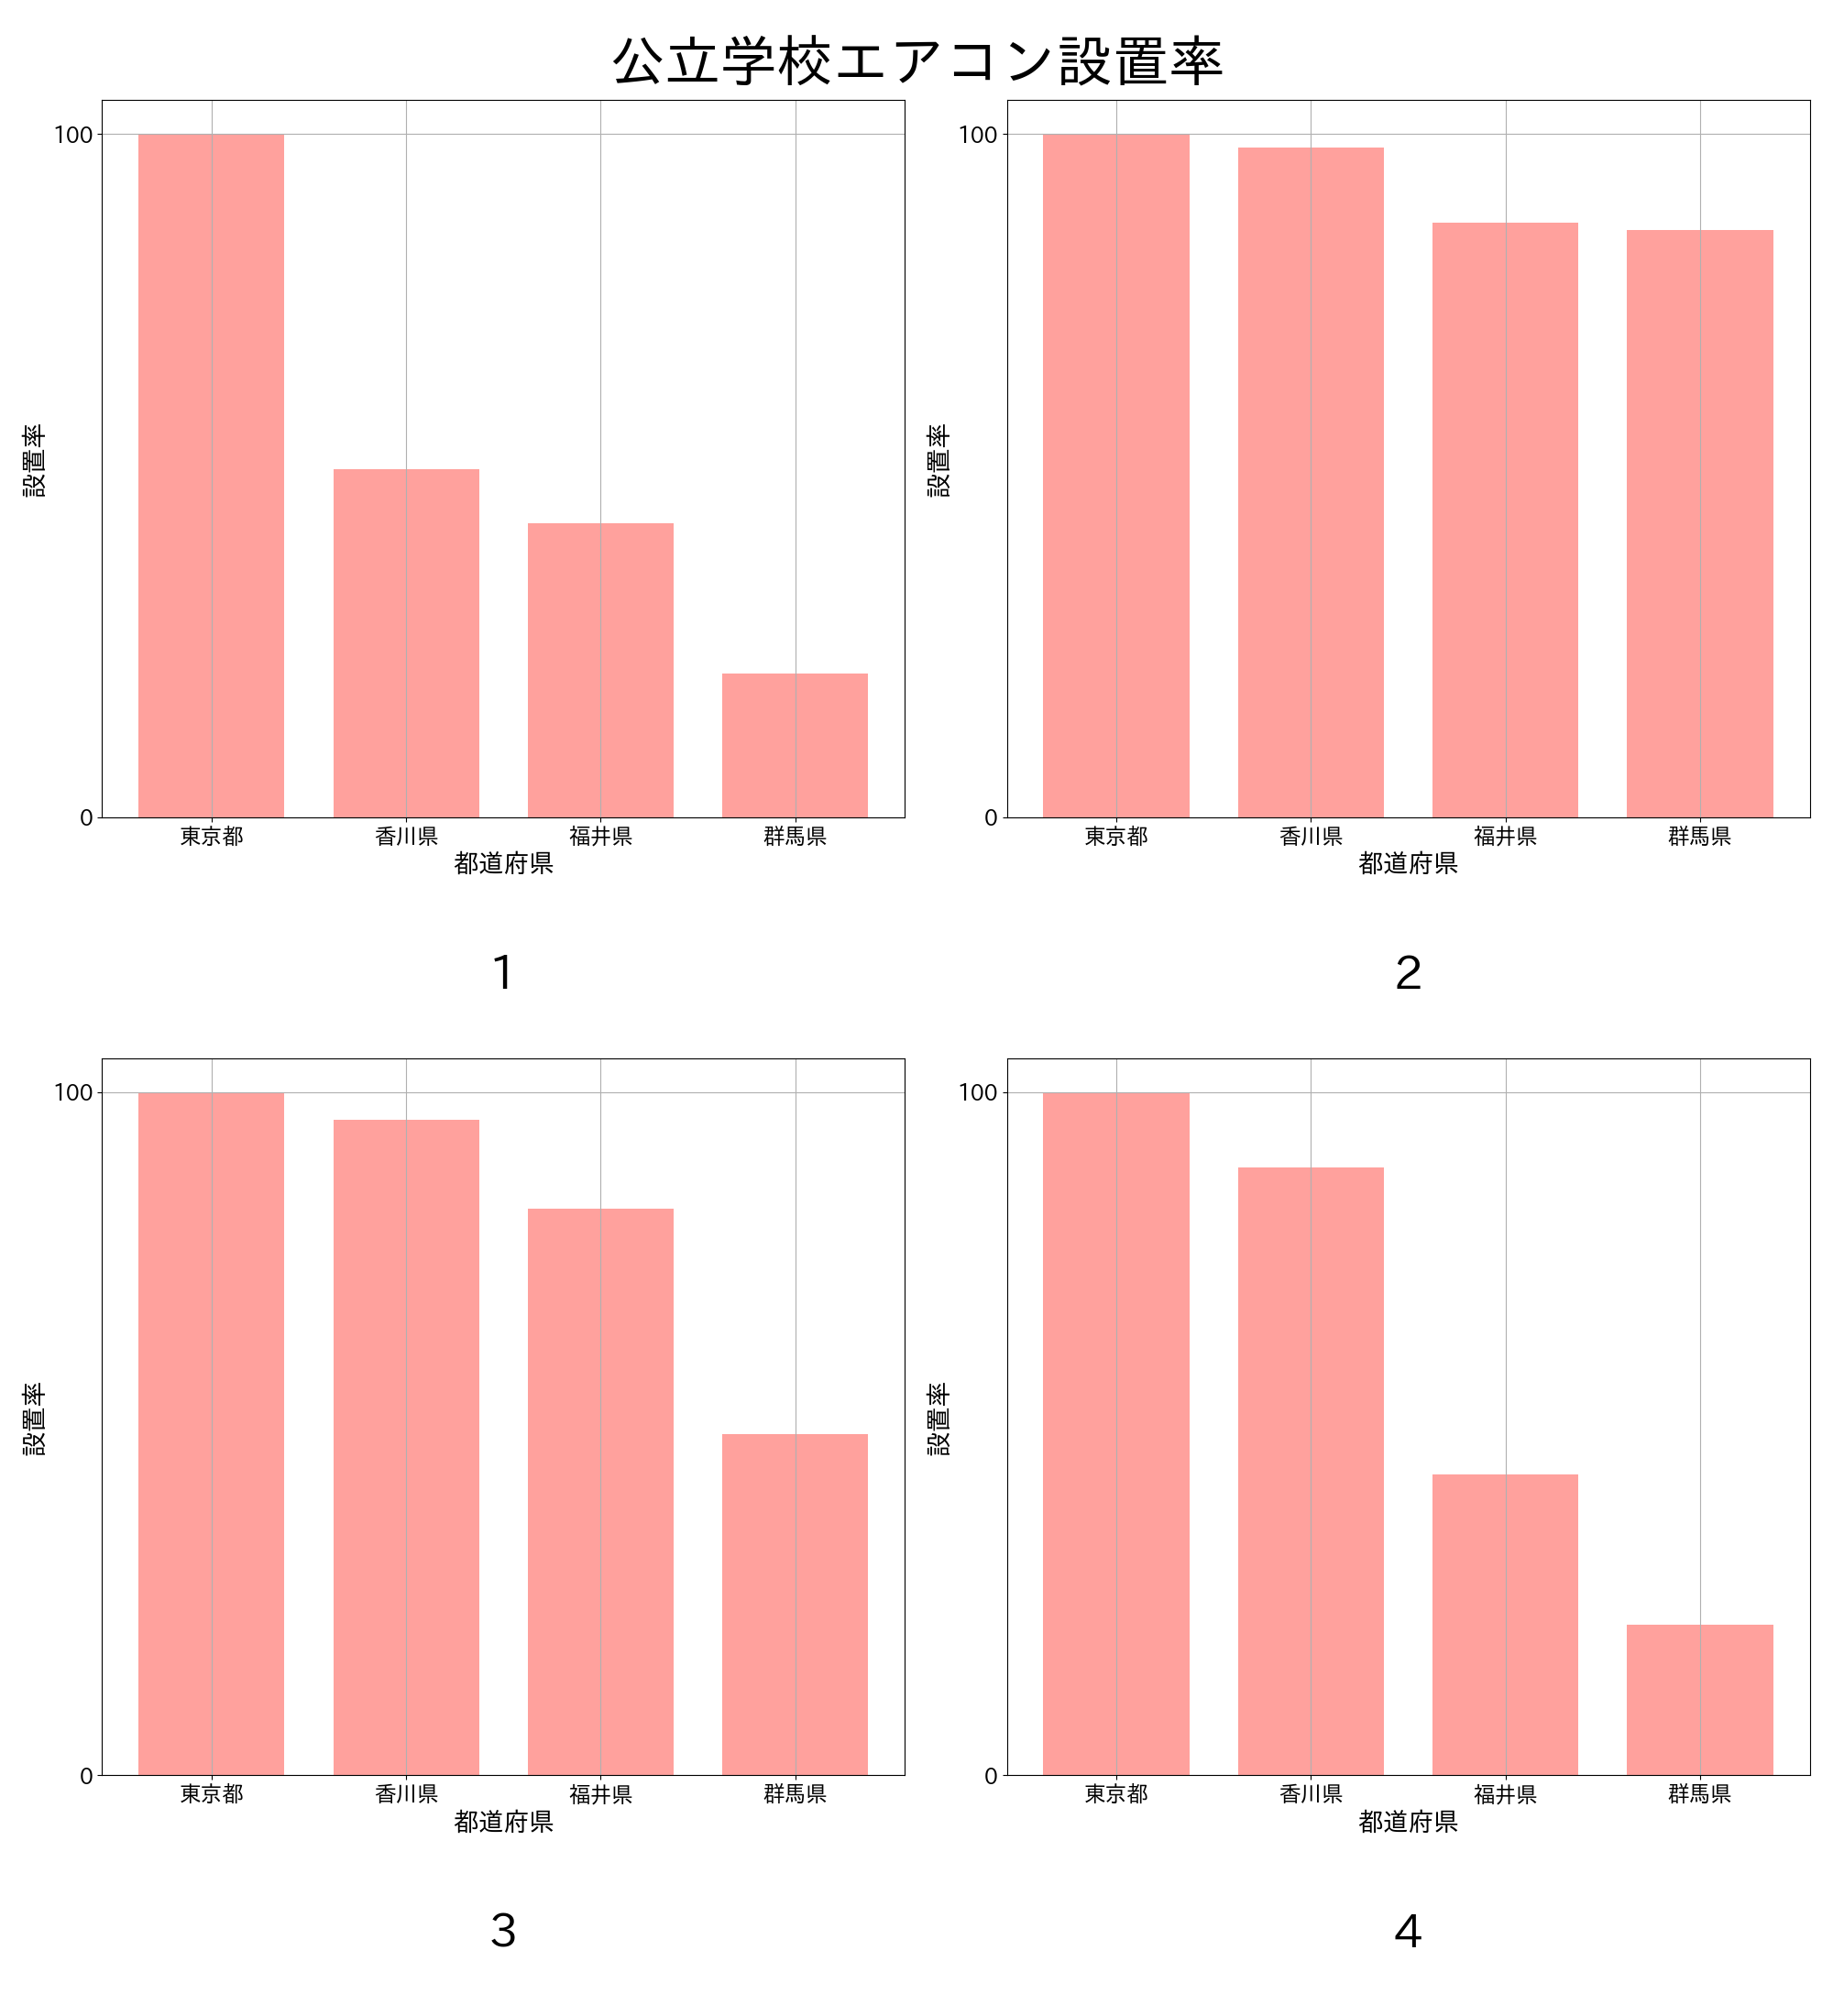 公立学校エアコン設置率
100
設置率
0
東京都 香川県 福井県 群馬県
都道府県
1
100
設置率
0
東京都 香川県 福井県 群馬県
都道府県
2
100
設置率
0
東京都 香川県 福井県 群馬県
都道府県
3
100
設置率
0
東京都 香川県 福井県 群馬県
都道府県
4